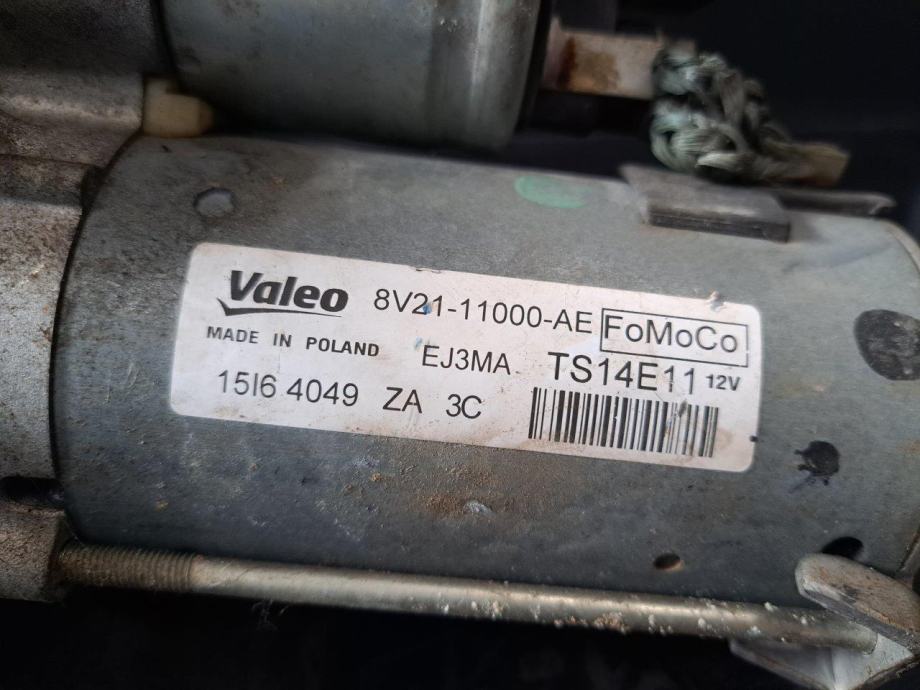 Valeo 8V21-11000-AE FoMoCo
MADE IN POLAND EJ3MA TS14E11 12V
15I6 4049 ZA 3C